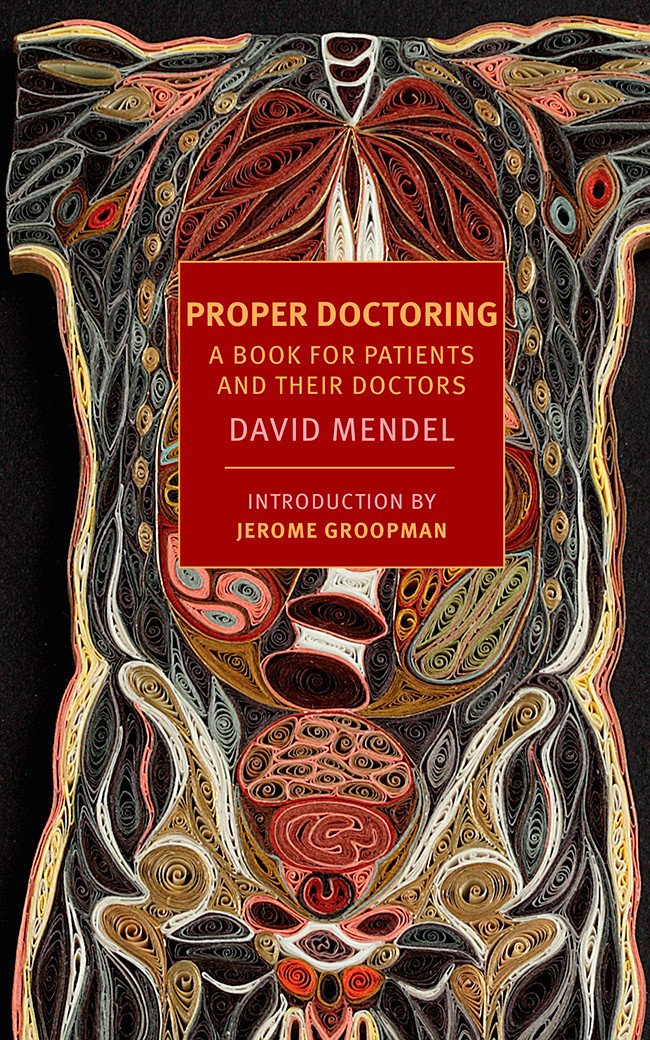 PROPER DOCTORING
A BOOK FOR PATIENTS
AND THEIR DOCTORS
DAVID MENDEL
INTRODUCTION BY
JEROME GROOPMAN